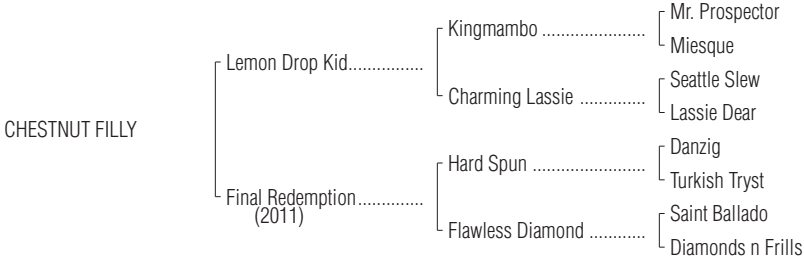 Mr. Prospector
Kingmambo ......................
Miesque
Lemon Drop Kid................
Seattle Slew
Charming Lassie ..............
Lassie Dear
CHESTNUT FILLY
Danzig
Hard Spun ........................
Turkish Tryst
Final Redemption..............
(2011)
Saint Ballado
Flawless Diamond ............
Diamonds n Frills